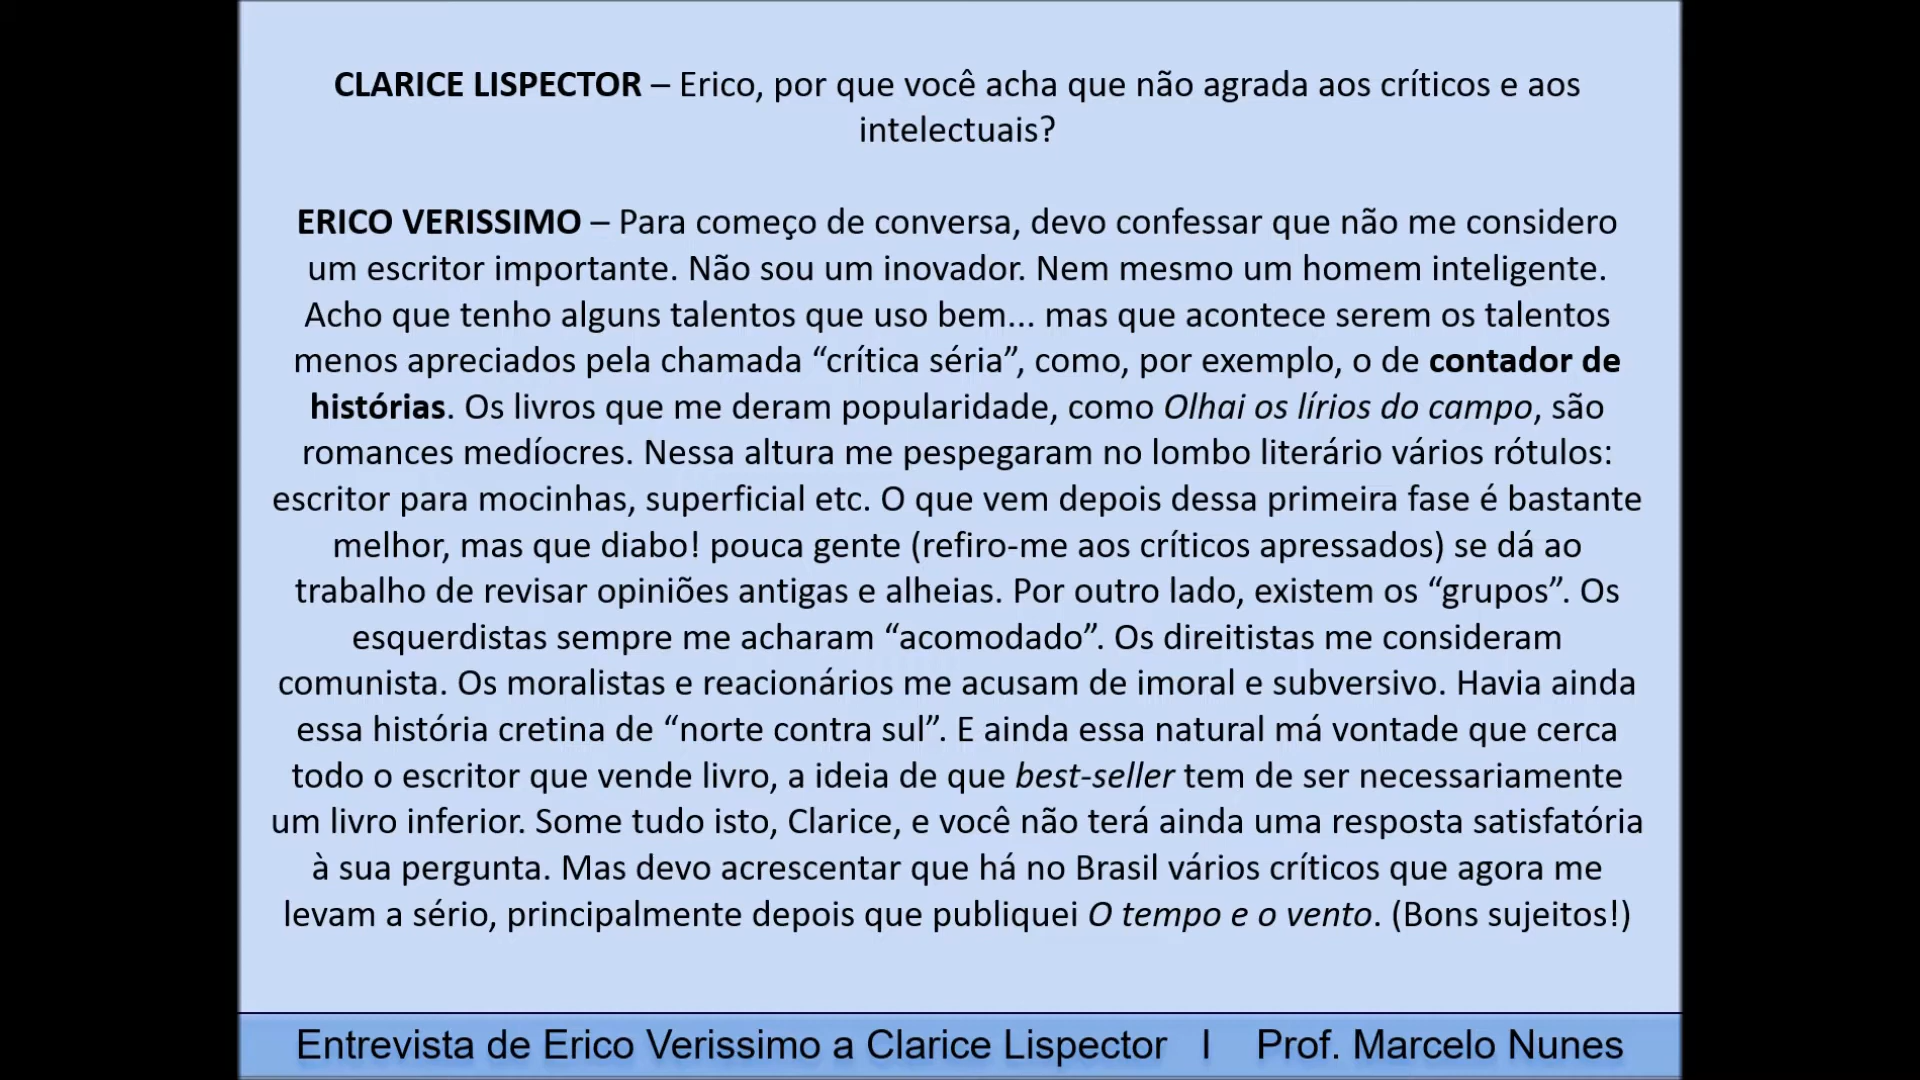 CLARICE LISPECTOR – Erico, por que você acha que não agrada aos críticos e aos
intelectuais?
ERICO VERISSIMO – Para começo de conversa, devo confessar que não me considero
um escritor importante. Não sou um inovador. Nem mesmo um homem inteligente.
Acho que tenho alguns talentos que uso bem... mas que acontece serem os talentos
menos apreciados pela chamada “crítica séria”, como, por exemplo, o de contador de
histórias. Os livros que me deram popularidade, como Olhai os lírios do campo, são
romances medíocres. Nessa altura me pespegaram no lombo literário vários rótulos:
escritor para mocinhas, superficial etc. O que vem depois dessa primeira fase é bastante
melhor, mas que diabo! pouca gente (refiro-me aos críticos apressados) se dá ao
trabalho de revisar opiniões antigas e alheias. Por outro lado, existem os “grupos”. Os
esquerdistas sempre me acharam “acomodado”. Os direitistas me consideram
comunista. Os moralistas e reacionários me acusam de imoral e subversivo. Havia ainda
essa história cretina de “norte contra sul”. E ainda essa natural má vontade que cerca
todo o escritor que vende livro, a ideia de que best-seller tem de ser necessariamente
um livro inferior. Some tudo isto, Clarice, e você não terá ainda uma resposta satisfatória
à sua pergunta. Mas devo acrescentar que há no Brasil vários críticos que agora me
levam a sério, principalmente depois que publiquei O tempo e o vento. (Bons sujeitos!)
Entrevista de Erico Verissimo a Clarice Lispector I Prof. Marcelo Nunes